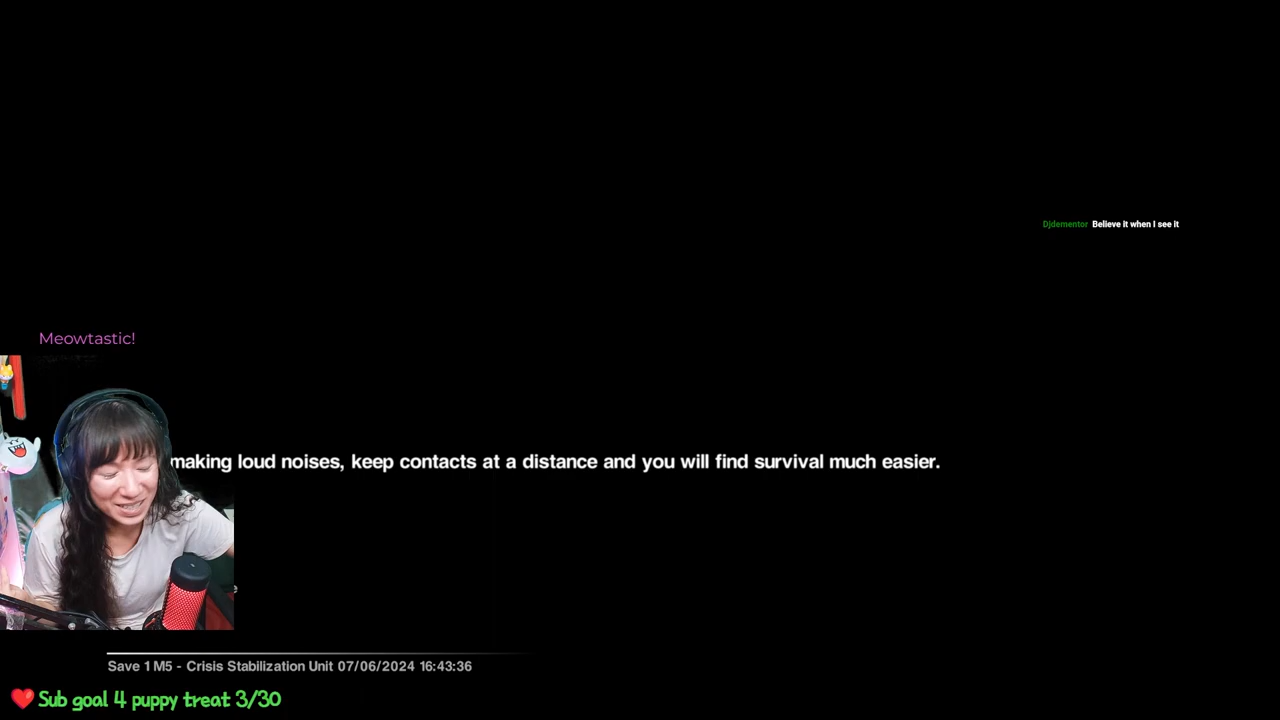 Djdementor Believe it when I see it
Meowtastic!
making loud noises, keep contacts at a distance and you will find survival much easier.
Save 1 M5 - Crisis Stabilization Unit 07/06/2024 16:43:36
Sub goal 4 puppy treat 3/30